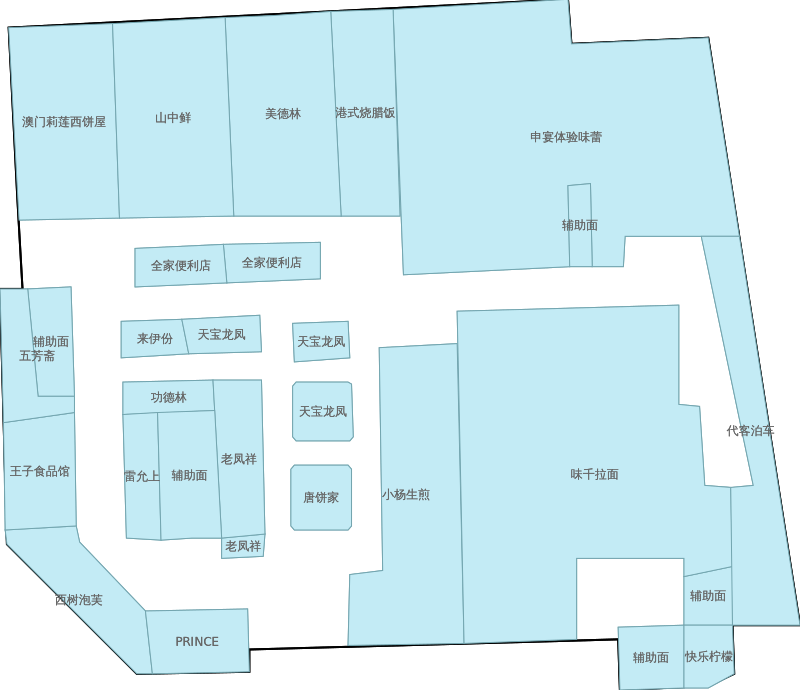 澳门莉莲西饼屋
山中鲜
美德林
港式烧腊饭
申宴体验味蕾
辅助面
全家便利店
全家便利店
来伊份
天宝龙凤
天宝龙凤
辅助面
五芳斋
功德林
天宝龙凤
代客泊车
老凤祥
王子食品馆
雷允上
辅助面
味千拉面
小杨生煎
唐饼家
老凤祥
西树泡芙
辅助面
PRINCE
辅助面
快乐柠檬